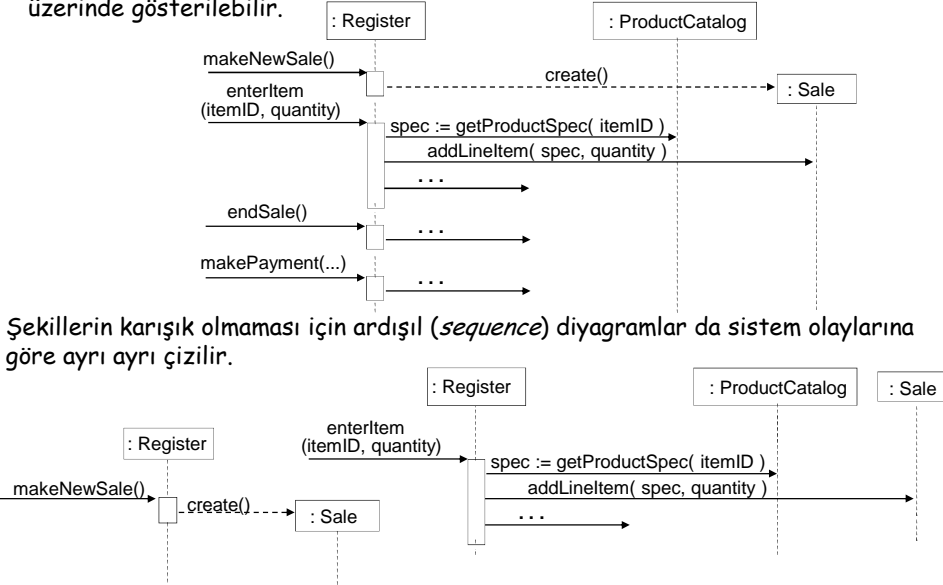 üzerinde gösterilebilir.
: Register
: ProductCatalog
makeNewSale()
create()
: Sale
enterItem
(itemID, quantity)
spec := getProductSpec( itemID )
addLineItem( spec, quantity )
. . .
endSale()
. . .
makePayment(...)
. . .
Şekillerin karışık olmaması için ardışıl (sequence) diyagramlar da sistem olaylarına
göre ayrı ayrı çizilir.
: Register
makeNewSale()
create()
: Sale
: Register
: ProductCatalog
: Sale
enterItem
(itemID, quantity)
spec := getProductSpec( itemID )
addLineItem( spec, quantity )
. . .